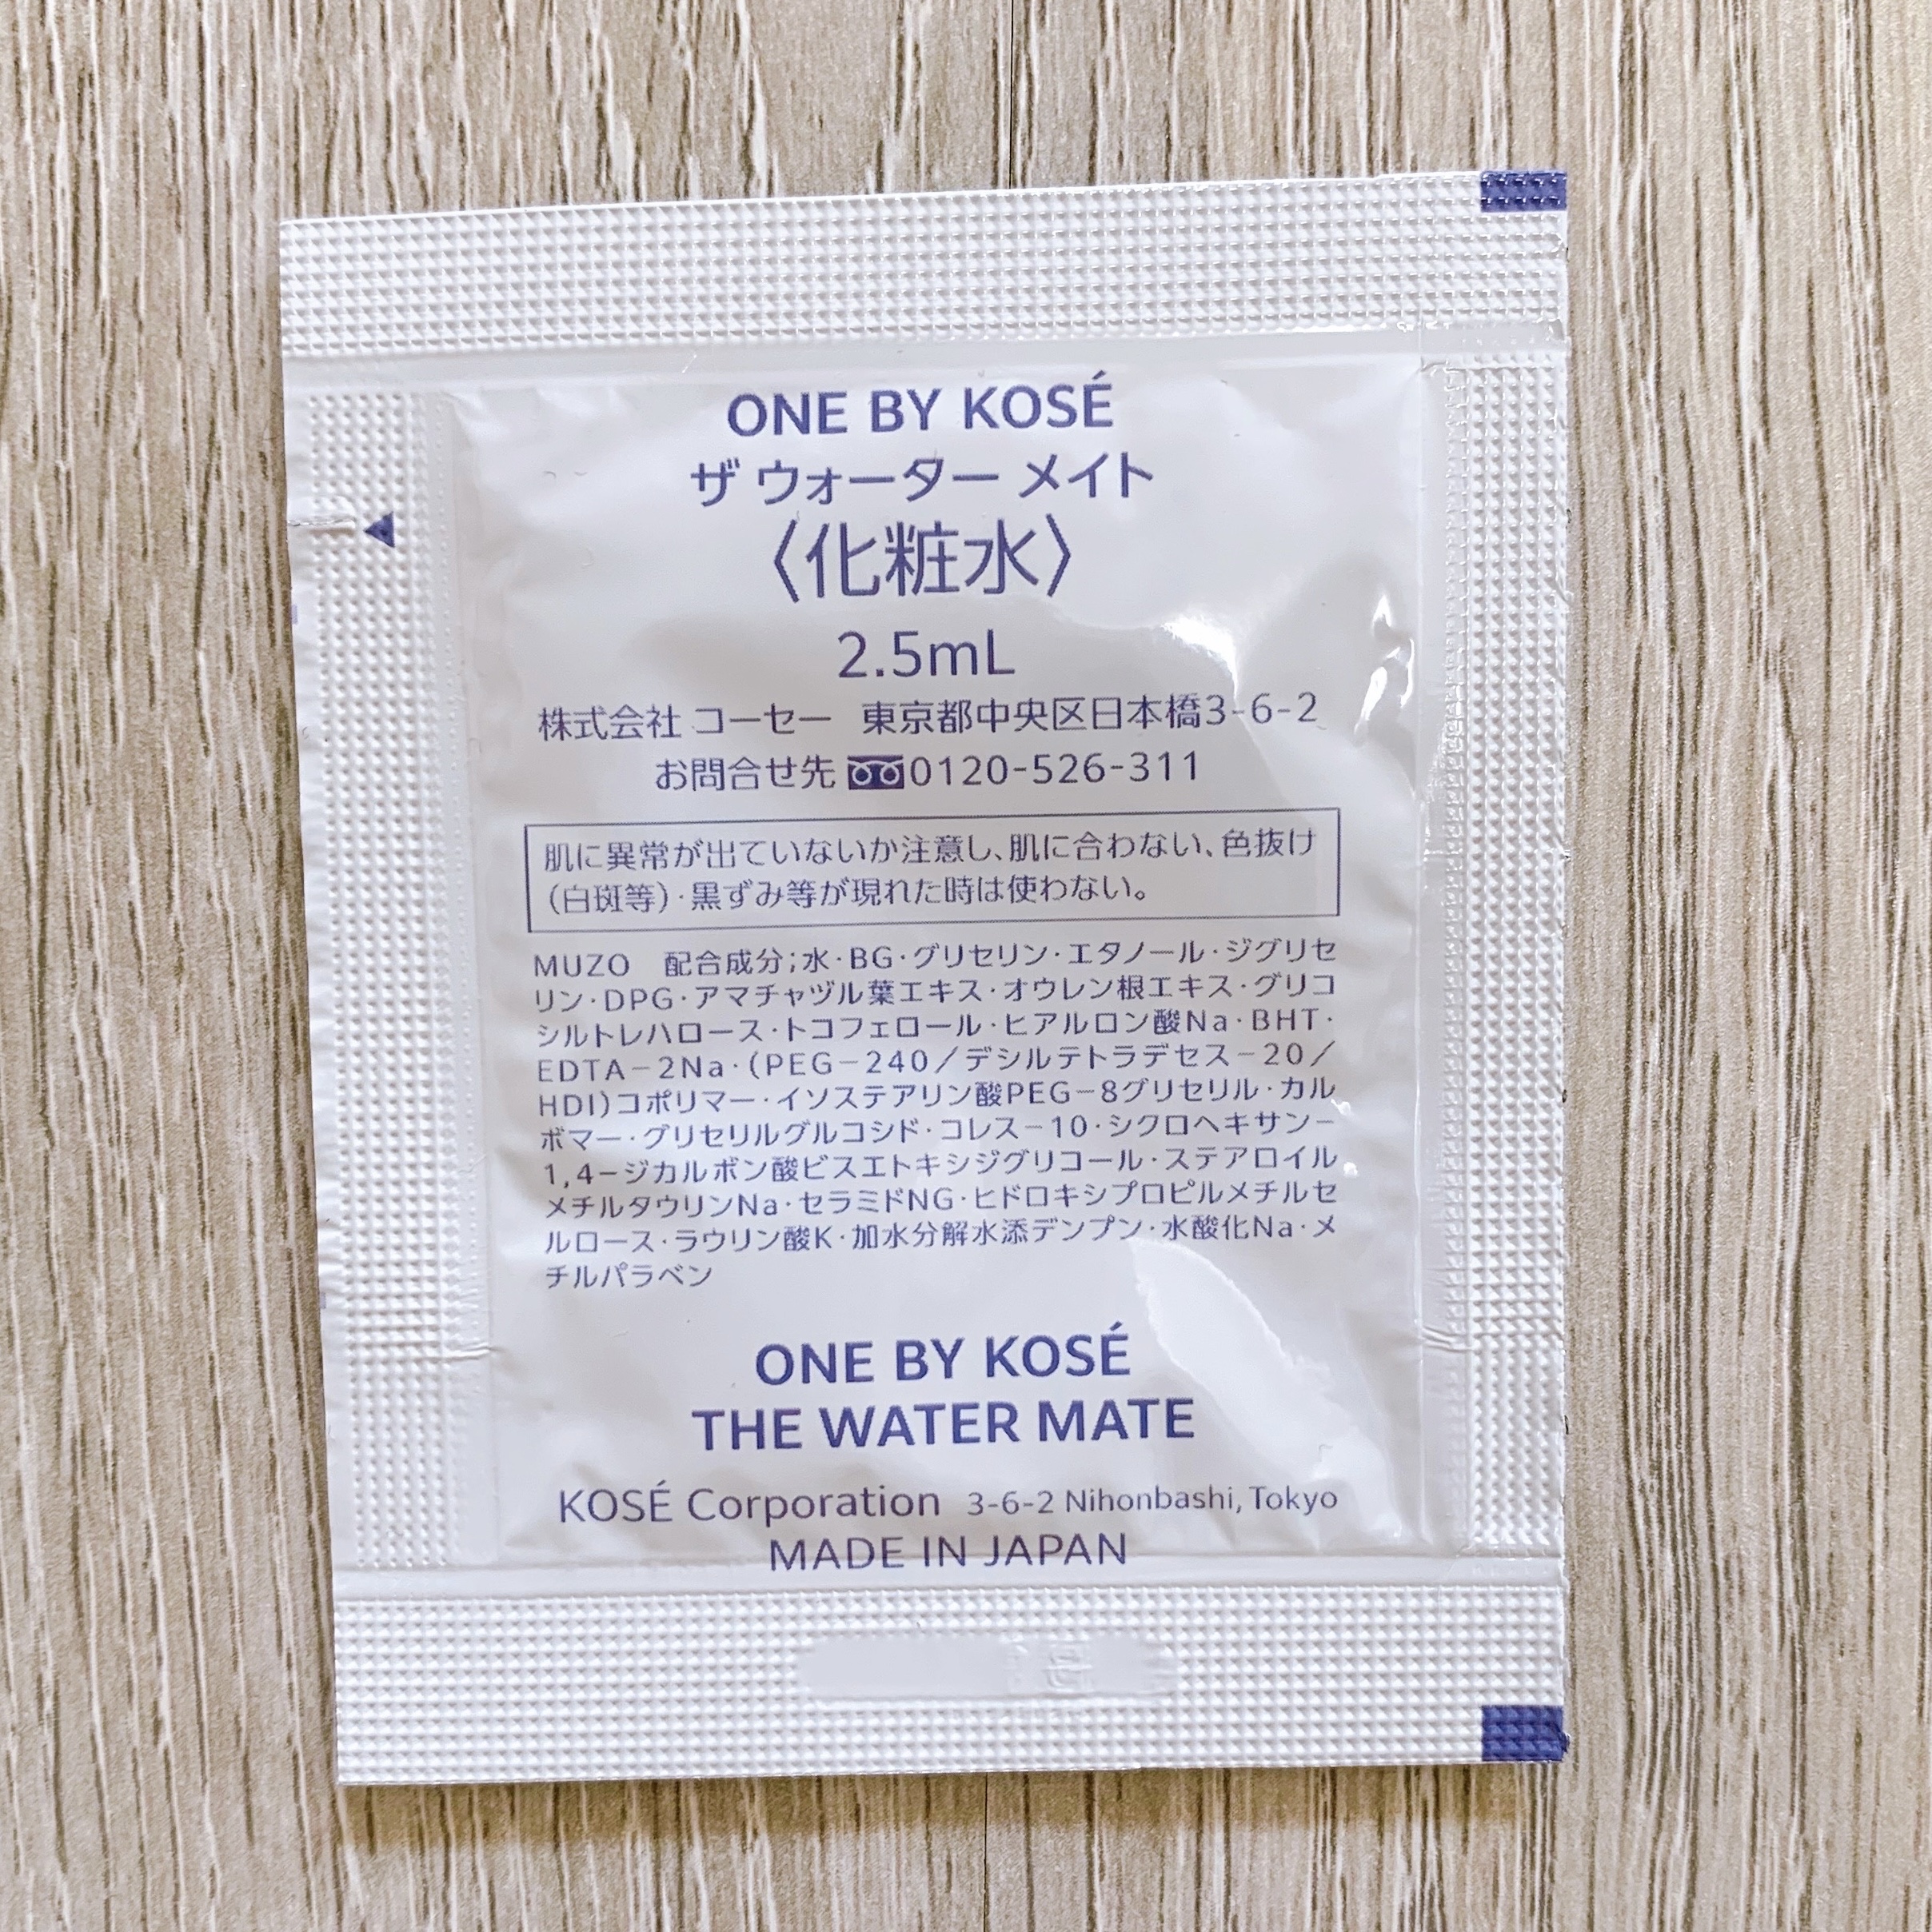 ONE BY KOSÉ
ザ ウォーター メイト
〈化粧水〉
2.5mL
株式会社 コーセー 東京都中央区日本橋3-6-2
お問合せ先 0120-526-311
肌に異常が出ていないか注意し、肌に合わない、色抜け
（白斑等）・黒ずみ等が現れた時は使わない。
MUZO 配合成分；水・BG・グリセリン・エタノール・ジグリセ
リン・DPG・アマチャヅル葉エキス・オウレン根エキス・グリコ
シルトレハロース・トコフェロール・ヒアルロン酸Na・BHT・
EDTA－2Na・(PEG－240／デシルテトラデセス－20／
HDI)コポリマー・イソステアリン酸PEG－8グリセリル・カル
ボマー・グリセリルグルコシド・コレス－10・シクロヘキサン－
1,4－ジカルボン酸ビスエトキシジグリコール・ステアロイル
メチルタウリンNa・セラミドNG・ヒドロキシプロピルメチルセ
ルロース・ラウリン酸K・加水分解水添デンプン・水酸化Na・メ
チルパラベン
ONE BY KOSÉ
THE WATER MATE
KOSÉ Corporation 3-6-2 Nihonbashi, Tokyo
MADE IN JAPAN